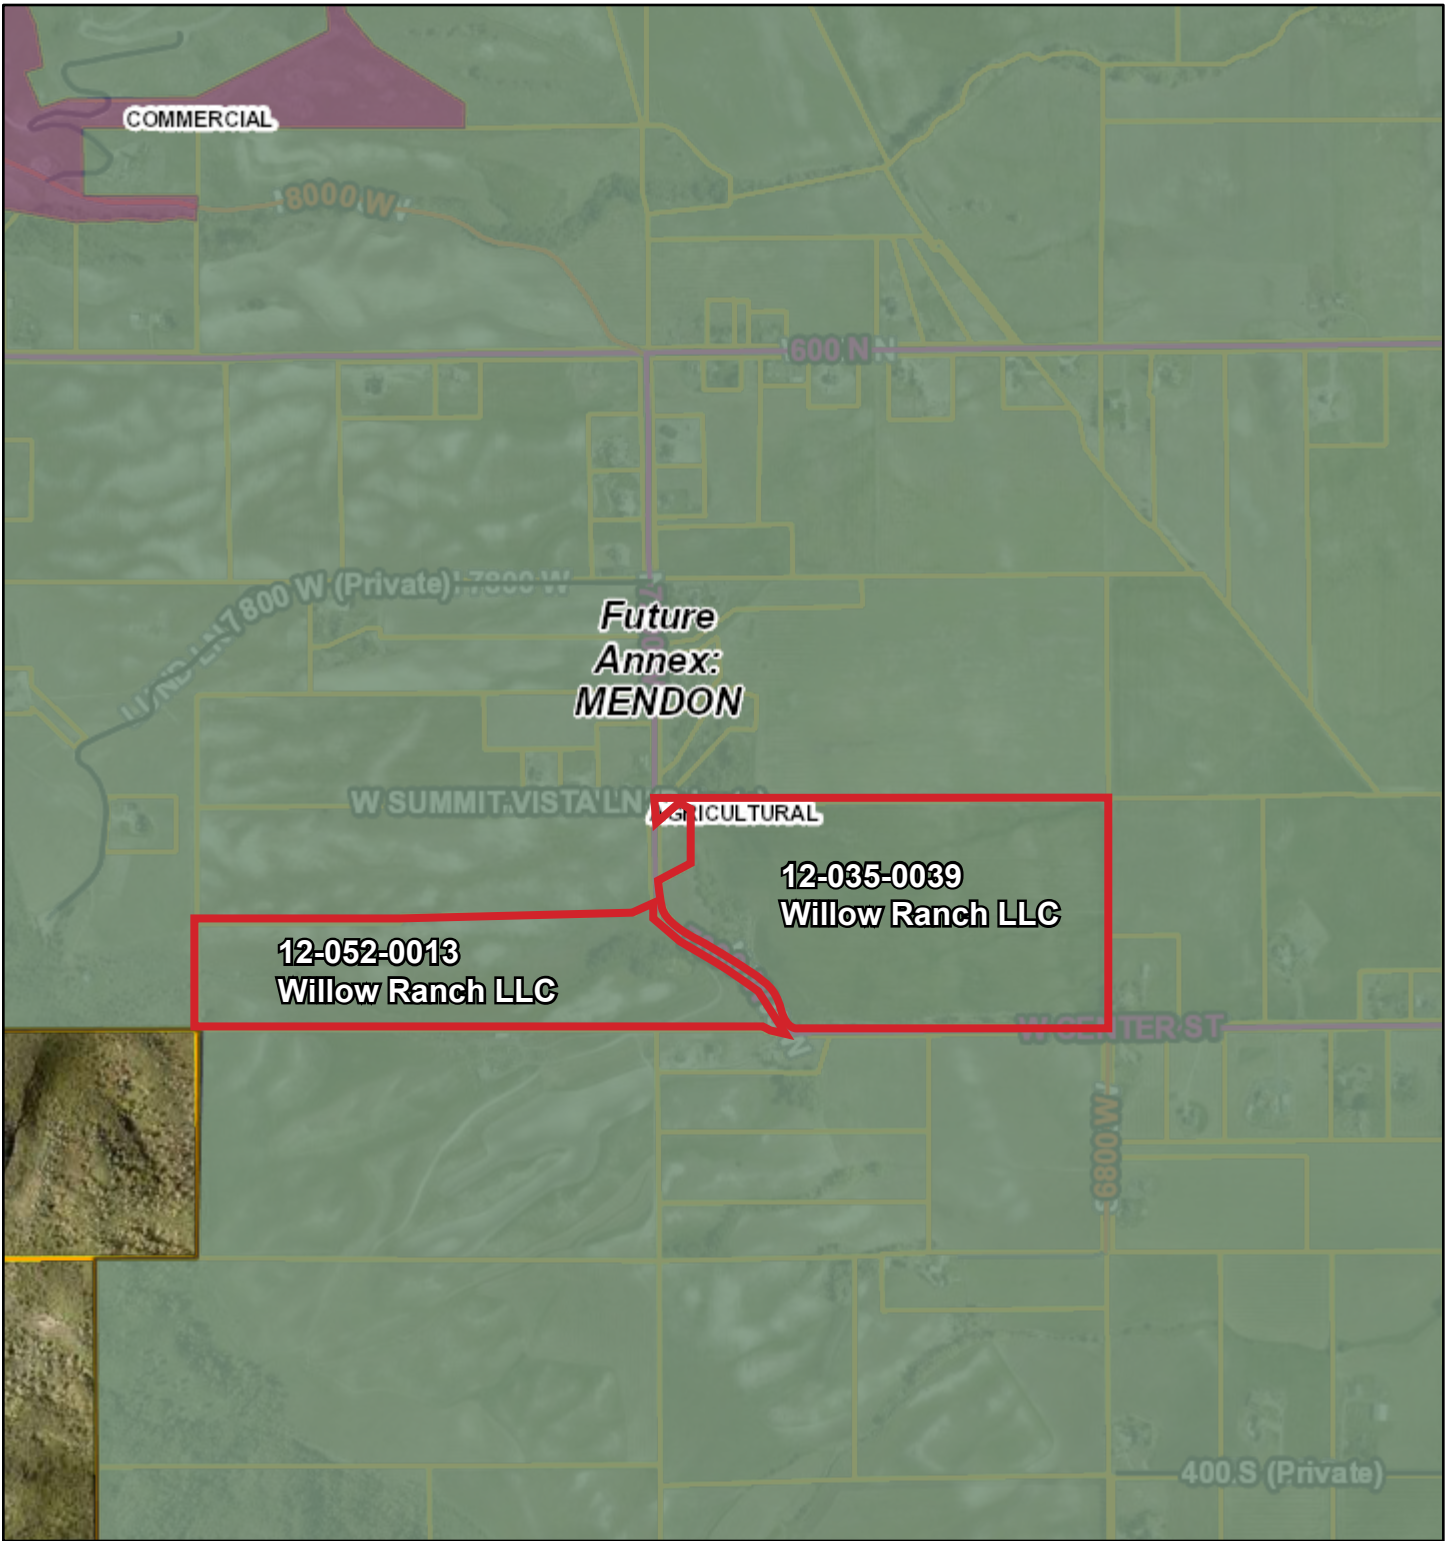 COMMERCIAL
8000 W
600 N
7800 W (Private)
7800 W
Future
Annex:
MENDON
W SUMMIT VISTA LN
AGRICULTURAL
12-035-0039
Willow Ranch LLC
12-052-0013
Willow Ranch LLC
W CENTER ST
6800 W
400 S (Private)